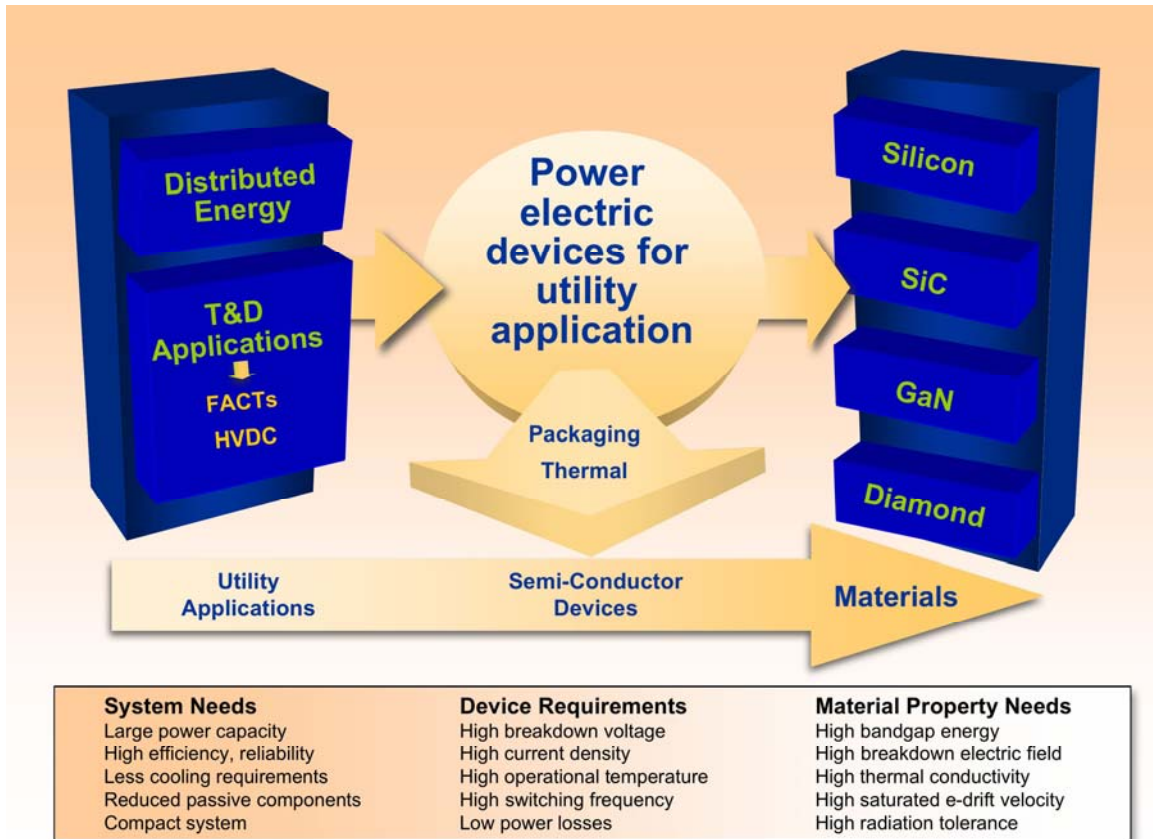 Distributed
Energy
T&D
Applications
FACTs
HVDC
Power
electric
devices for
utility
application
Packaging
Thermal
Silicon
SiC
GaN
Diamond
Utility
Applications
Semi-Conductor
Devices
Materials
System Needs
Large power capacity
High efficiency, reliability
Less cooling requirements
Reduced passive components
Compact system
Device Requirements
High breakdown voltage
High current density
High operational temperature
High switching frequency
Low power losses
Material Property Needs
High bandgap energy
High breakdown electric field
High thermal conductivity
High saturated e-drift velocity
High radiation tolerance